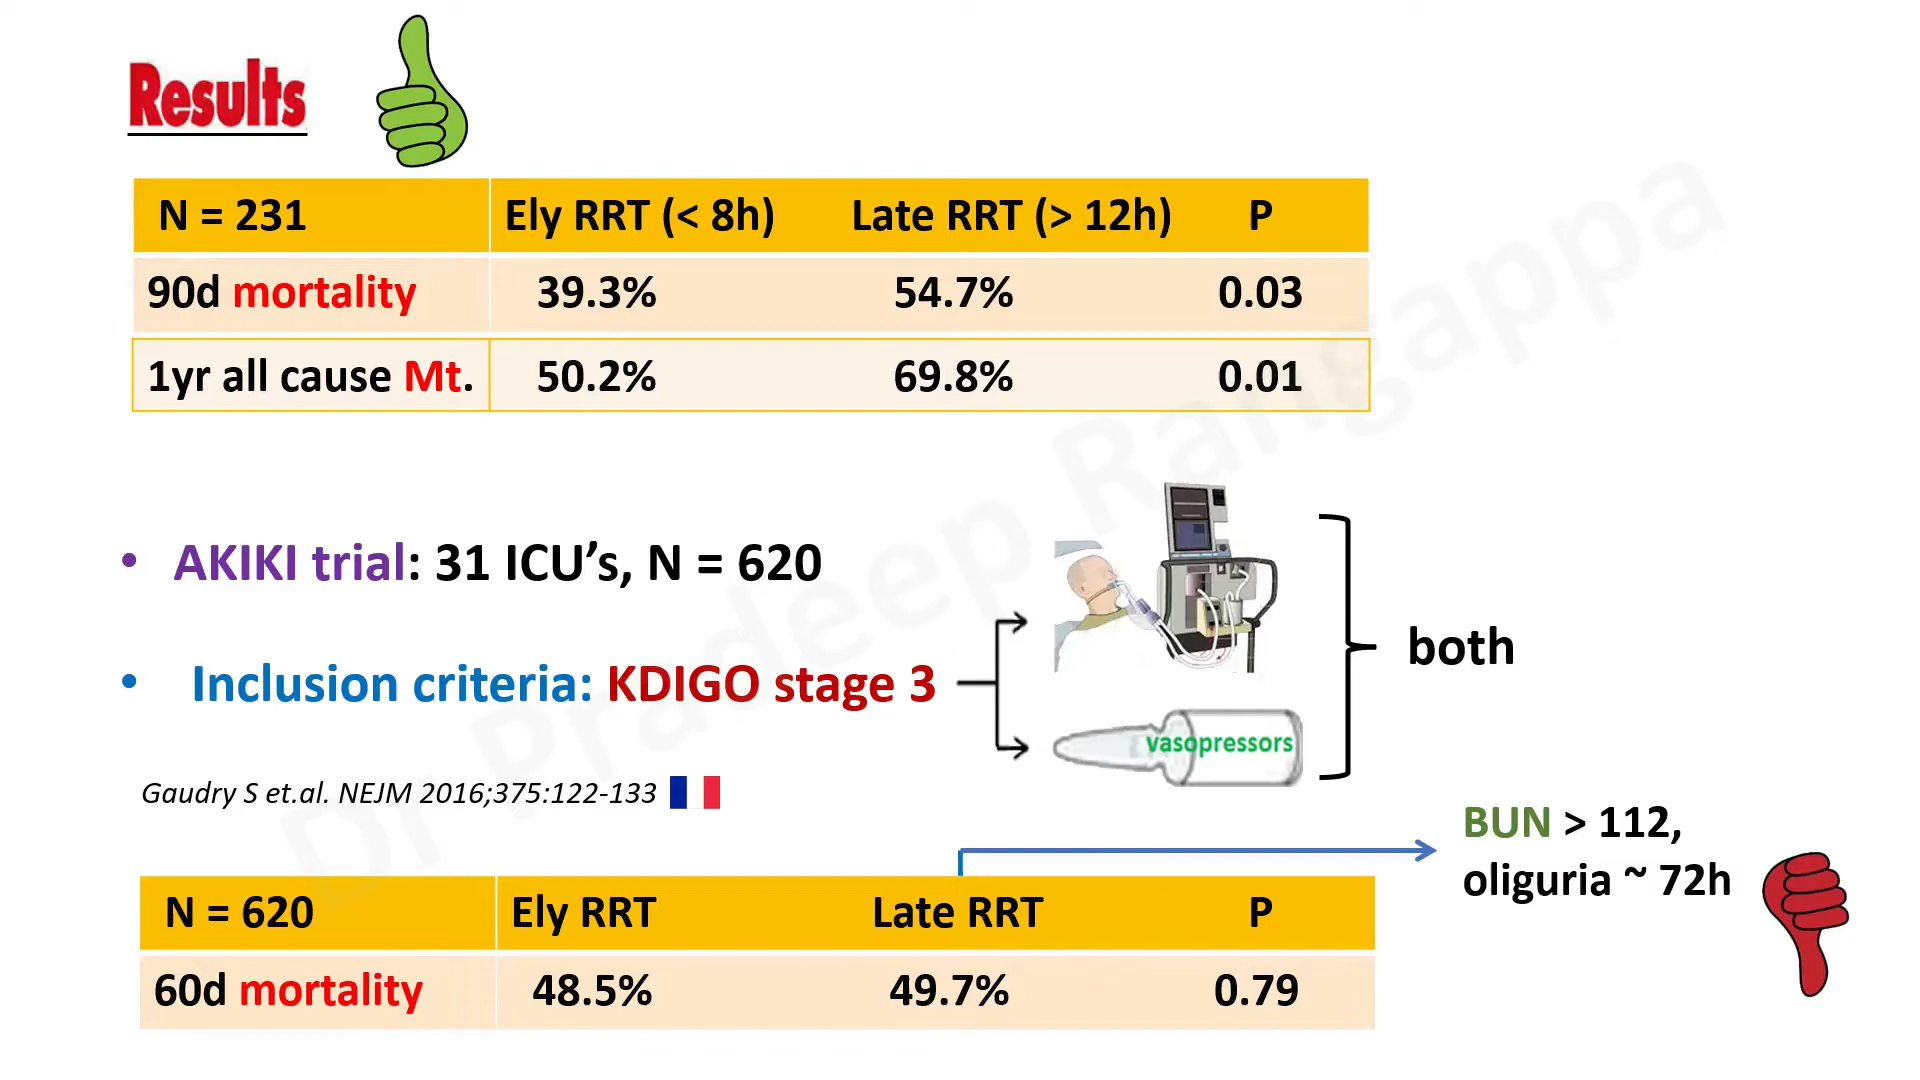 Results
N = 231 Ely RRT (< 8h) Late RRT (> 12h) P
90d mortality 39.3% 54.7% 0.03
1yr all cause Mt. 50.2% 69.8% 0.01
• AKIKI trial: 31 ICU’s, N = 620
• Inclusion criteria: KDIGO stage 3
both
vasopressors
Gaudry S et.al. NEJM 2016;375:122-133
BUN > 112,
oliguria ~ 72h
N = 620 Ely RRT Late RRT P
60d mortality 48.5% 49.7% 0.79
Dr Pradeep Rangappa